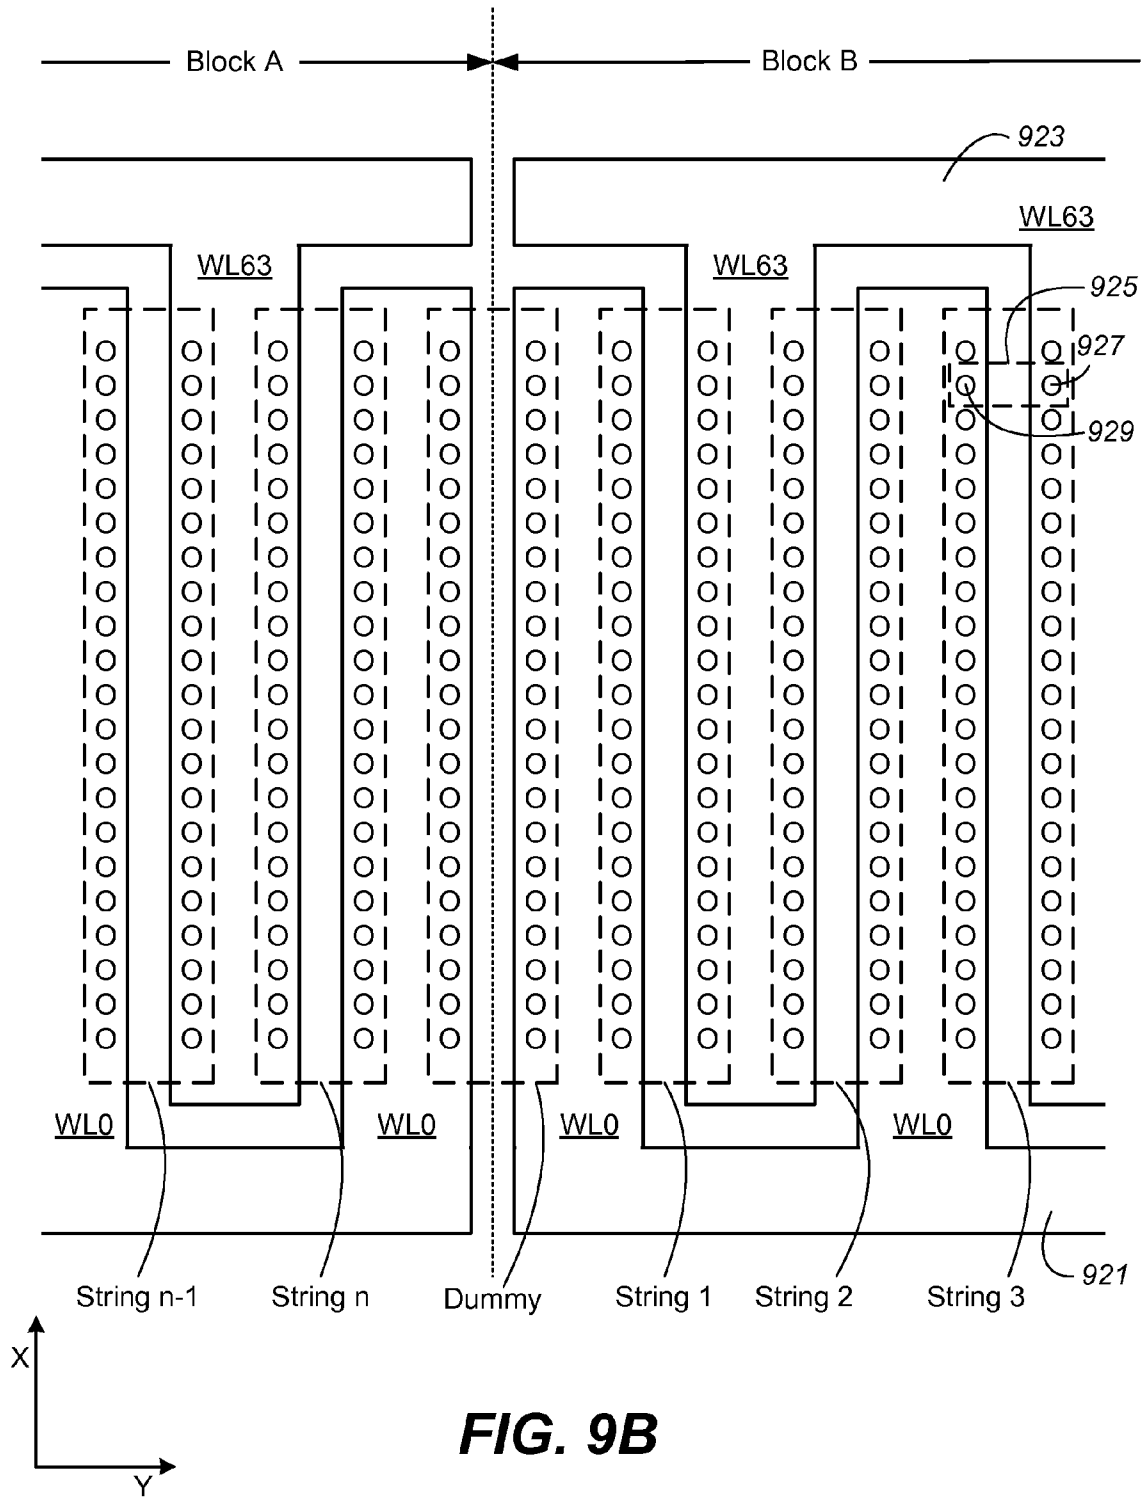 Block A
Block B
923
WL63
WL63
WL63
925
927
929
WL0
WL0
WL0
WL0
921
String n-1
String n
Dummy
String 1
String 2
String 3
X
Y
FIG. 9B